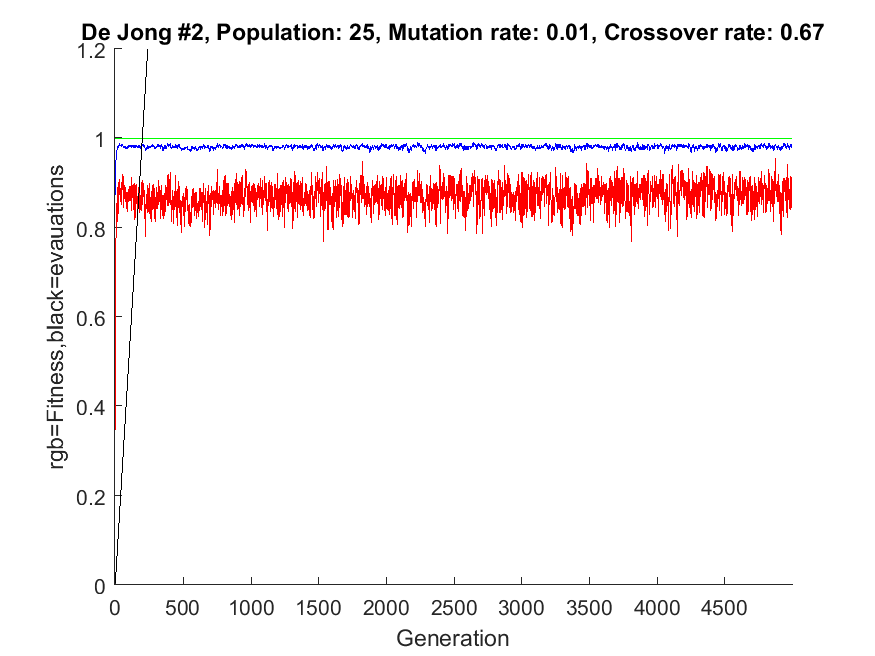 De Jong #2, Population: 25, Mutation rate: 0.01, Crossover rate: 0.67
1.2
1
0.8
0.6
0.4
0.2
0
rgb=Fitness,black=evauations
0 500 1000 1500 2000 2500 3000 3500 4000 4500
Generation